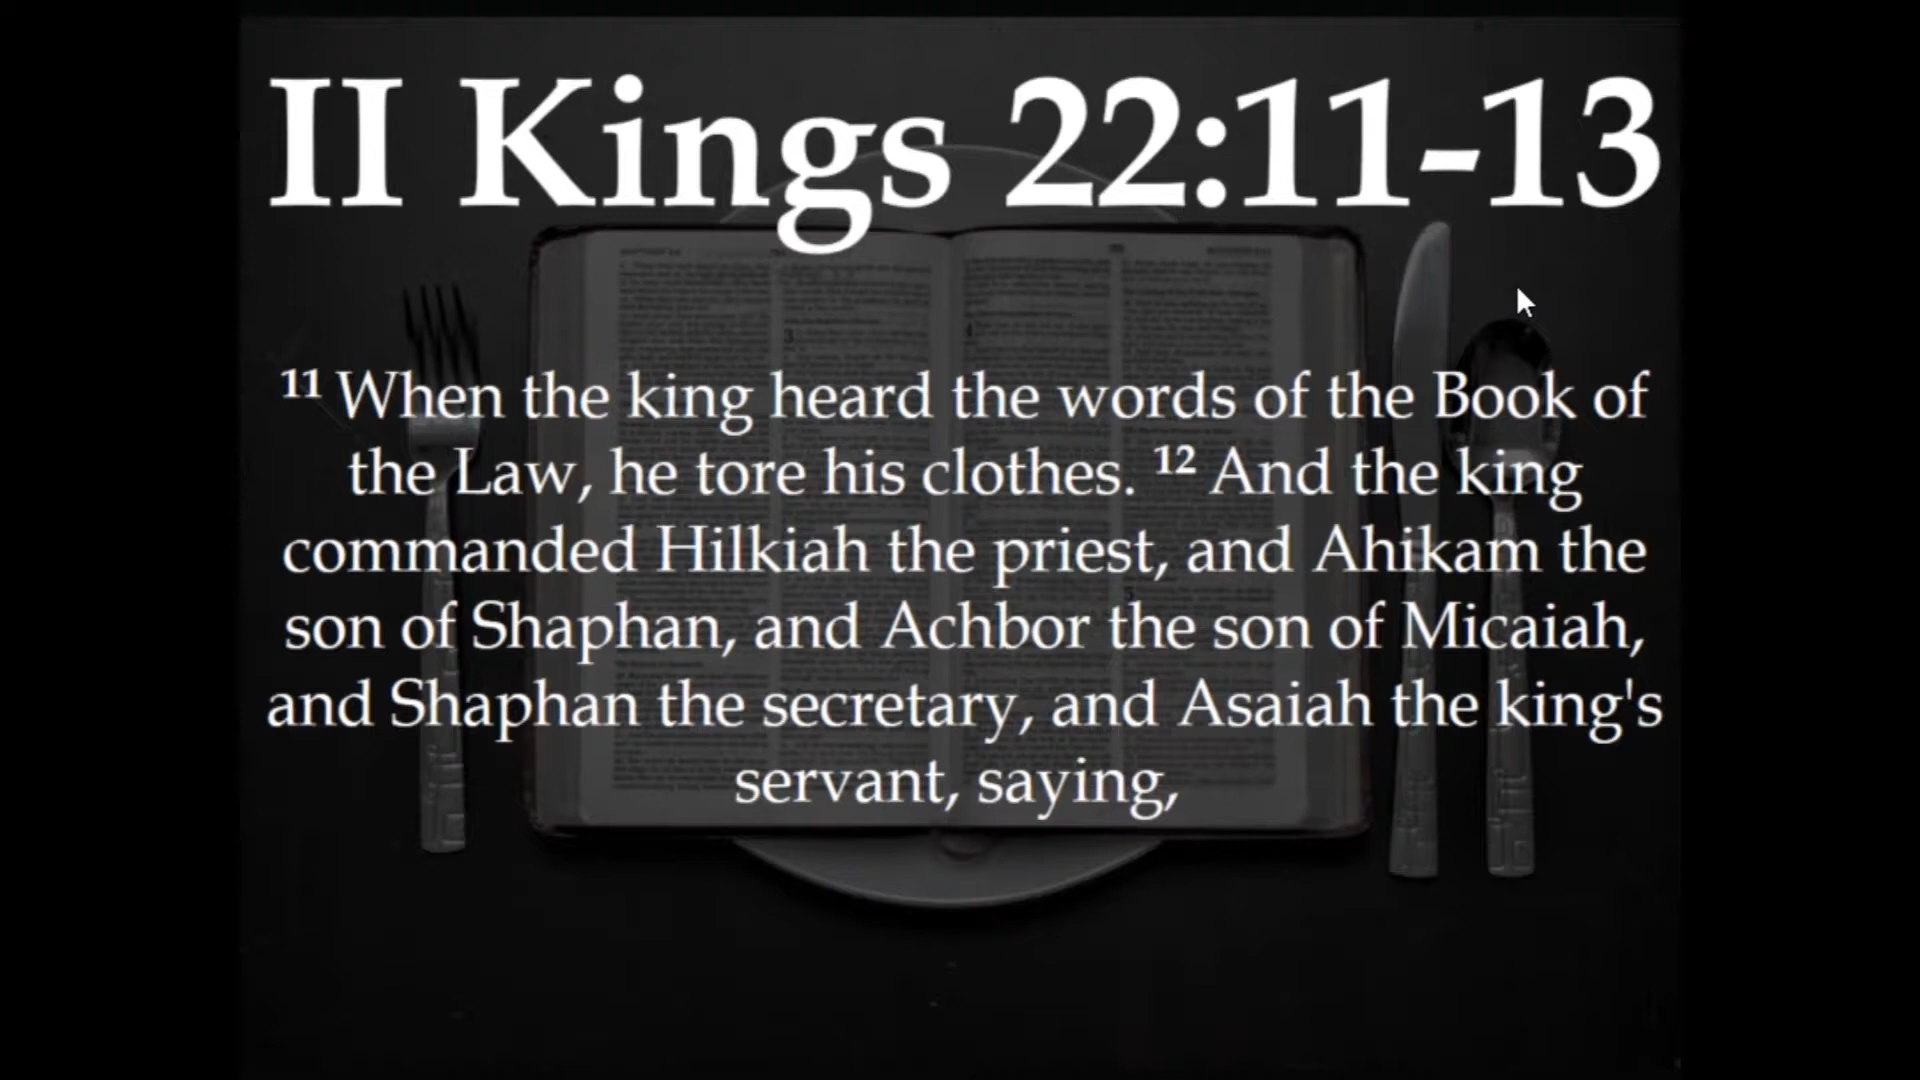 II Kings 22:11-13
¹¹ When the king heard the words of the Book of
the Law, he tore his clothes. ¹² And the king
commanded Hilkiah the priest, and Ahikam the
son of Shaphan, and Achbor the son of Micaiah,
and Shaphan the secretary, and Asaiah the king's
servant, saying,